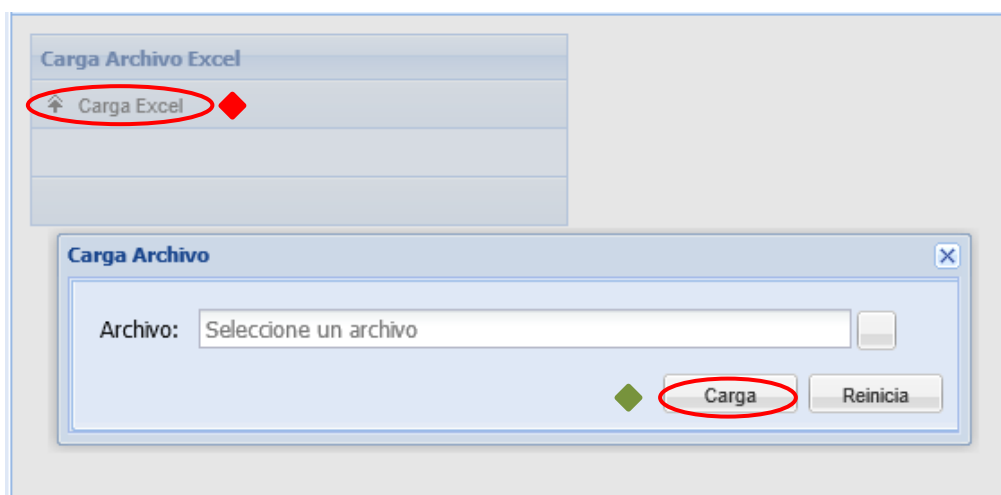 Carga Archivo Excel
Carga Excel
Carga Archivo
Archivo: Seleccione un archivo
Carga Reinicia